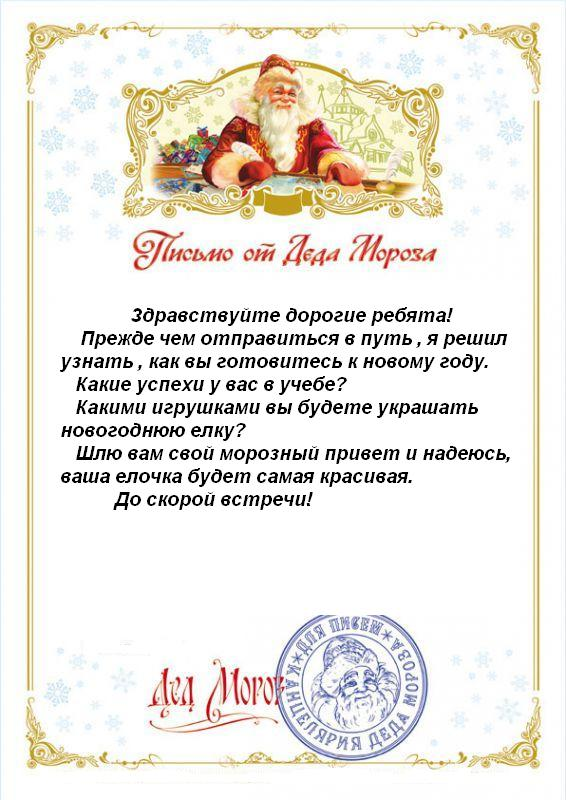 Письмо от Деда Мороза
Здравствуйте дорогие ребята!
Прежде чем отправиться в путь , я решил
узнать , как вы готовитесь к новому году.
Какие успехи у вас в учебе?
Какими игрушками вы будете украшать
новогоднюю елку?
Шлю вам свой морозный привет и надеюсь,
ваша елочка будет самая красивая.
До скорой встречи!
Дед Мороз
ДЛЯ ПИСЕМ
КАНЦЕЛЯРИЯ ДЕДА МОРОЗА